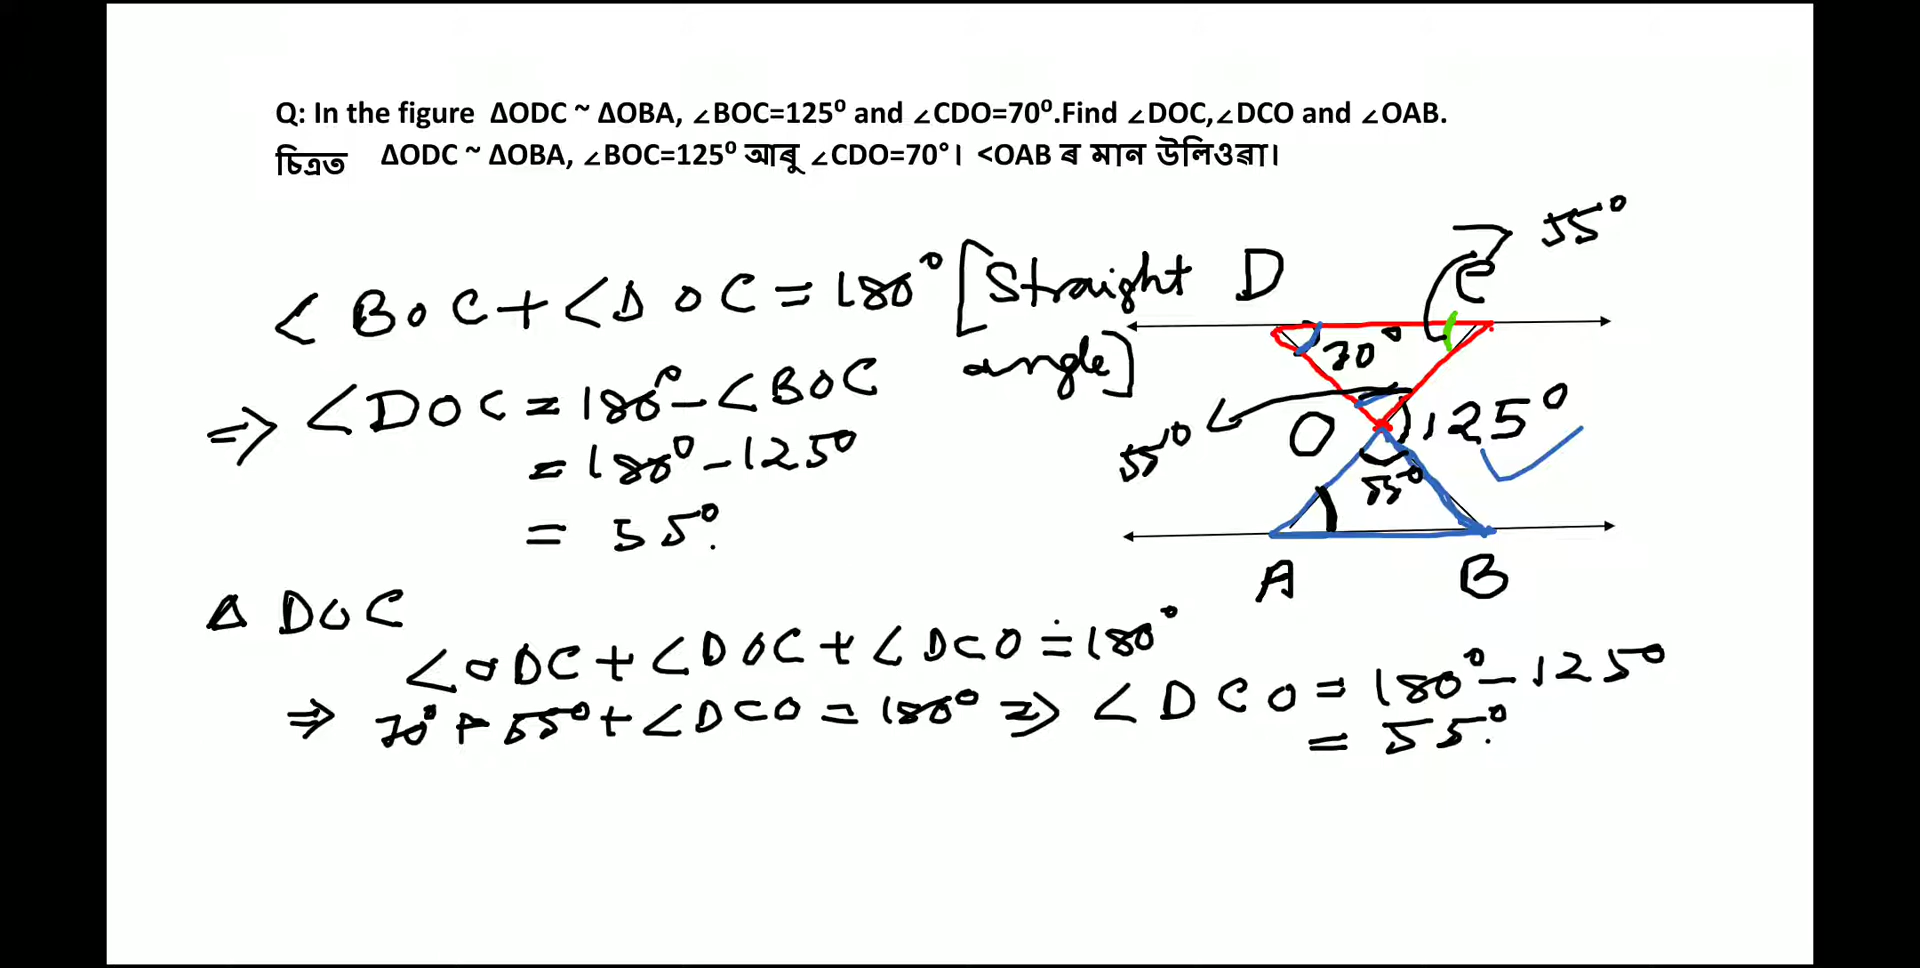 Q: In the figure ΔODC ~ ΔOBA, ∠BOC=125⁰ and ∠CDO=70⁰.Find ∠DOC,∠DCO and ∠OAB.
চিত্ৰত ΔODC ~ ΔOBA, ∠BOC=125⁰ আৰু ∠CDO=70°। <OAB ৰ মান উলিওৱা।
55°
∠BOC + ∠DOC = 180° [Straight angle]
D C
70°
⇒ ∠DOC = 180° - ∠BOC
O 125°
55°
= 180° - 125°
55°
= 55°.
A B
Δ DOC
∠ODC + ∠DOC + ∠DCO = 180°
⇒ 70° + 55° + ∠DCO = 180° ⇒ ∠DCO = 180° - 125°
= 55°.